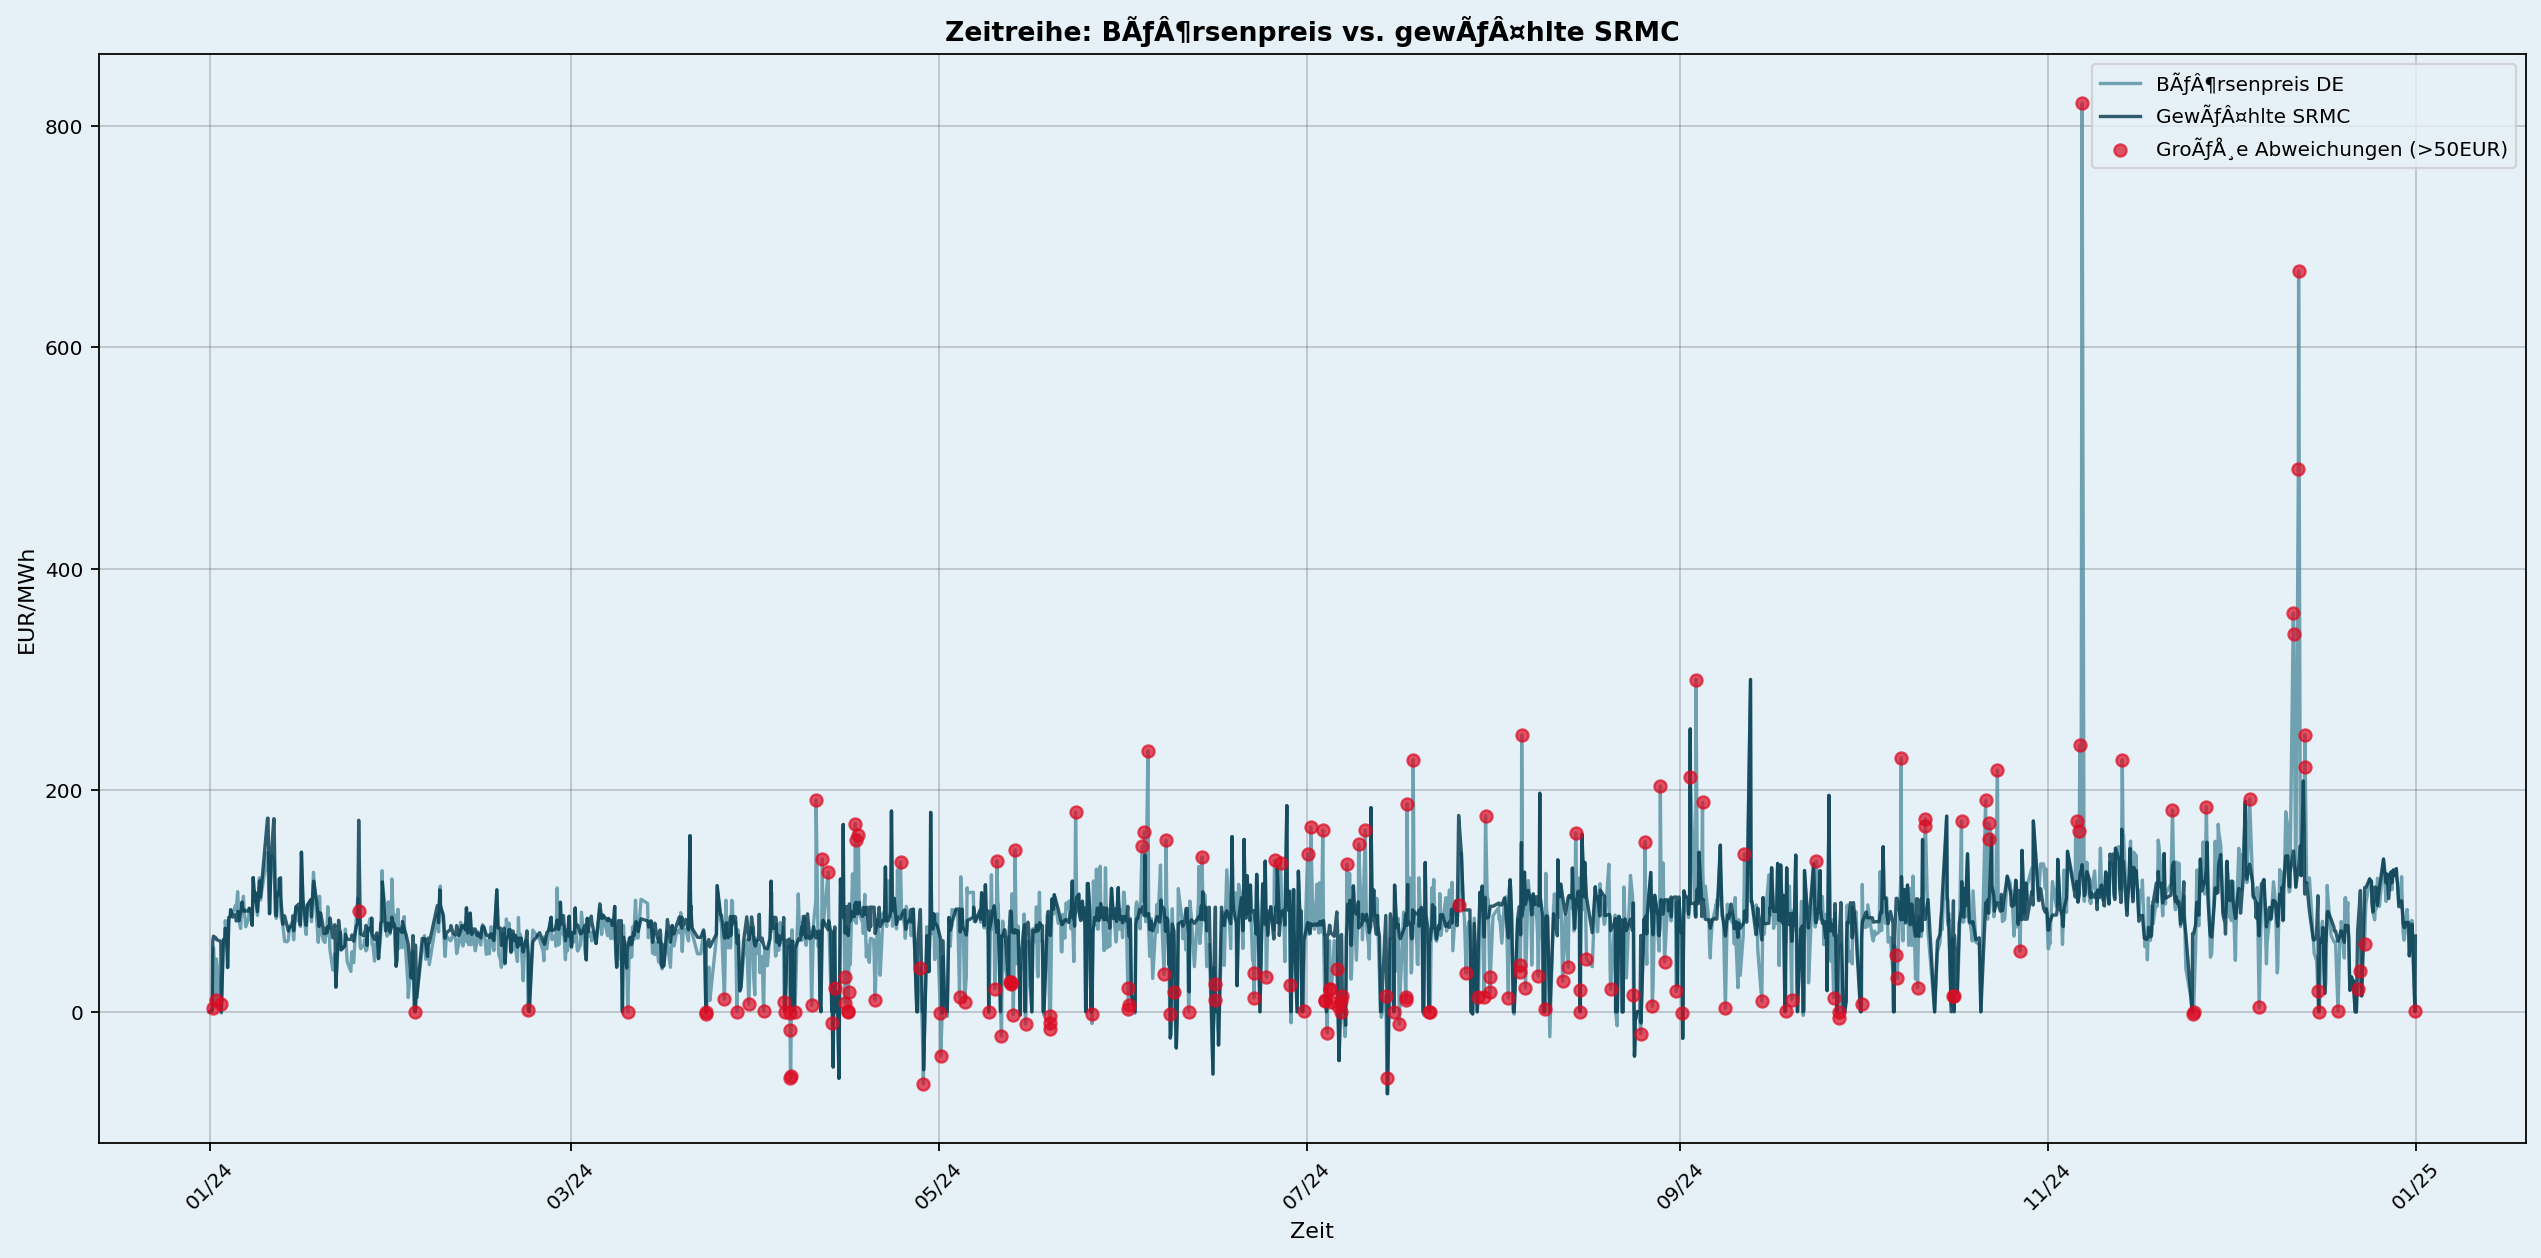 Zeitreihe: BÃƒÂ¶rsenpreis vs. gewÃƒÂ¤hlte SRMC
BÃƒÂ¶rsenpreis DE
GewÃƒÂ¤hlte SRMC
GroÃƒÅ¸e Abweichungen (>50EUR)
800
600
400
200
0
EUR/MWh
01/24
03/24
05/24
07/24
09/24
11/24
01/25
Zeit